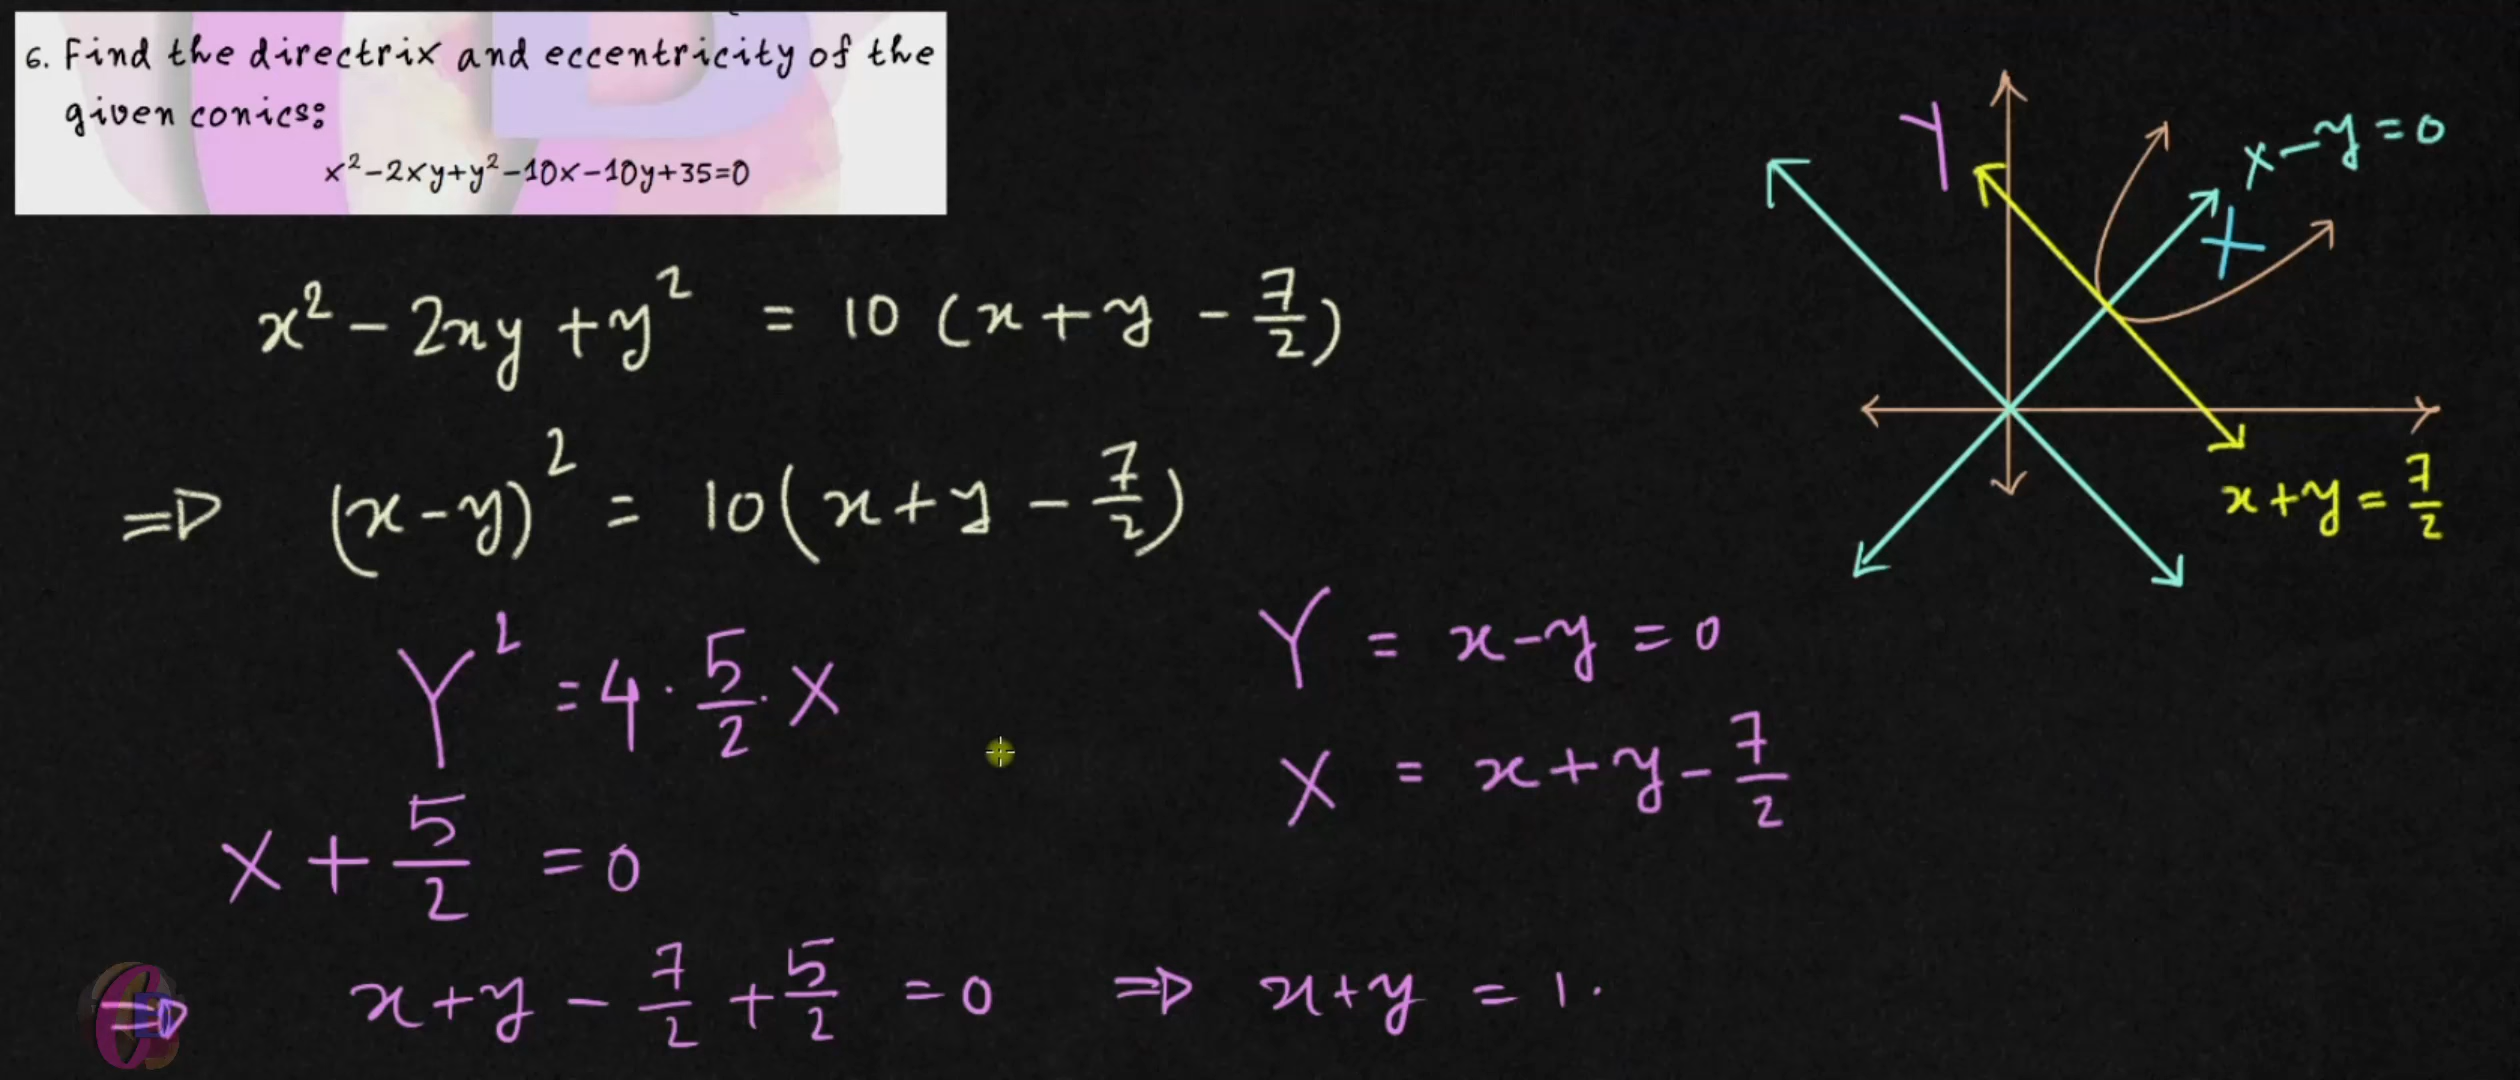 6. Find the directrix and eccentricity of the
given conics:
x²-2xy+y²-10x-10y+35=0
x² - 2xy + y² = 10 (x + y - 7/2)
⇒ (x-y)² = 10(x + y - 7/2)
Y² = 4 · 5/2 · X
X + 5/2 = 0
⇒ x+y - 7/2 + 5/2 = 0 ⇒ x+y = 1.
Y = x-y = 0
X = x+y - 7/2
Y
x-y=0
X
x+y = 7/2